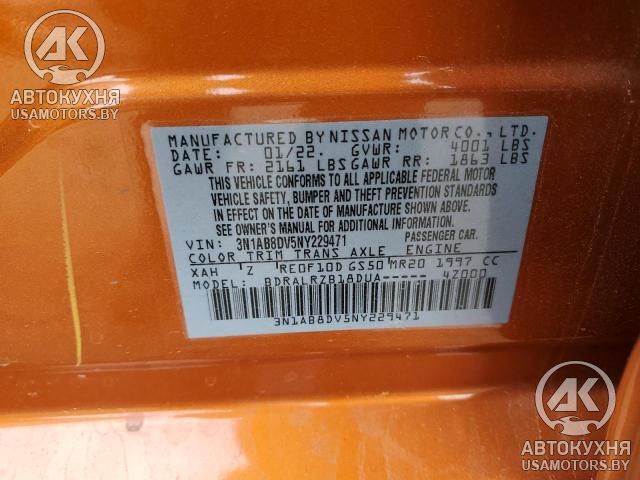 АК
АВТОКУХНЯ
USAMOTORS.BY
MANUFACTURED BY NISSAN MOTOR CO., LTD.
DATE: 01/22. GVWR: 4001 LBS
GAWR FR: 2161 LBS GAWR RR: 1863 LBS
THIS VEHICLE CONFORMS TO ALL APPLICABLE FEDERAL MOTOR
VEHICLE SAFETY, BUMPER AND THEFT PREVENTION STANDARDS
IN EFFECT ON THE DATE OF MANUFACTURE SHOWN ABOVE.
SEE OWNER'S MANUAL FOR ADDITIONAL INFORMATION.
VIN: 3N1AB8DV5NY229471 PASSENGER CAR.
COLOR TRIM TRANS AXLE ENGINE
XAH Z RE0F10D GS50 MR20 1997 CC
MODEL: BDRALRZB18DUA----- 4Z000
3N1AB8DV5NY229471
АК
АВТОКУХНЯ
USAMOTORS.BY